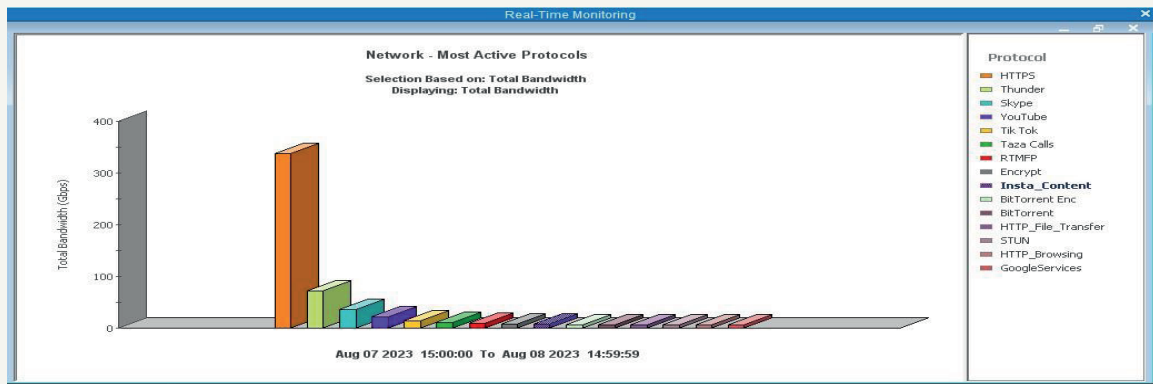 Real-Time Monitoring
Network - Most Active Protocols
Selection Based on: Total Bandwidth
Displaying: Total Bandwidth
400
300
200
100
0
Total Bandwidth (Gbps)
Aug 07 2023 15:00:00 To Aug 08 2023 14:59:59
Protocol
HTTPS
Thunder
Skype
YouTube
Tik Tok
Taza Calls
RTMFP
Encrypt
Insta_Content
BitTorrent Enc
BitTorrent
HTTP_File_Transfer
STUN
HTTP_Browsing
GoogleServices